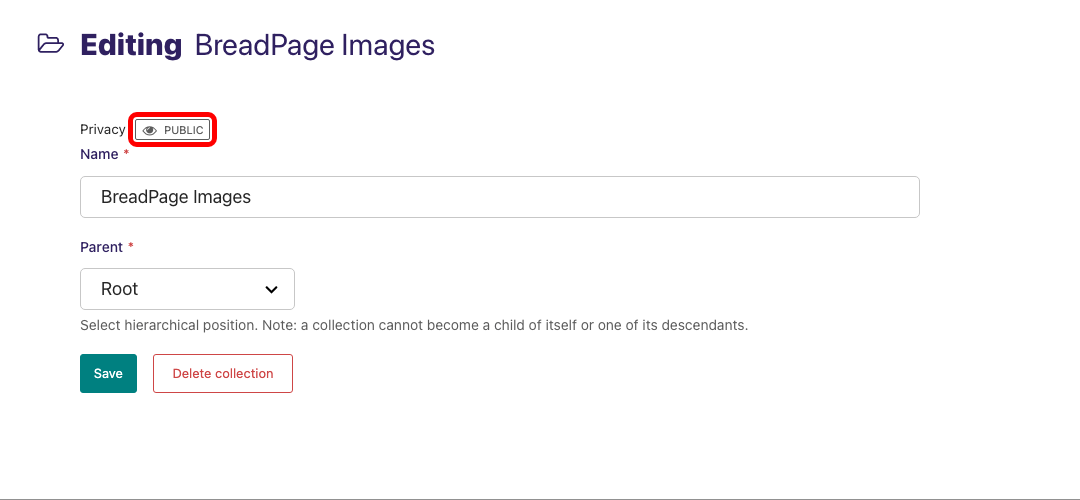 Editing BreadPage Images
Privacy PUBLIC
Name *
BreadPage Images
Parent *
Root
Select hierarchical position. Note: a collection cannot become a child of itself or one of its descendants.
Save Delete collection